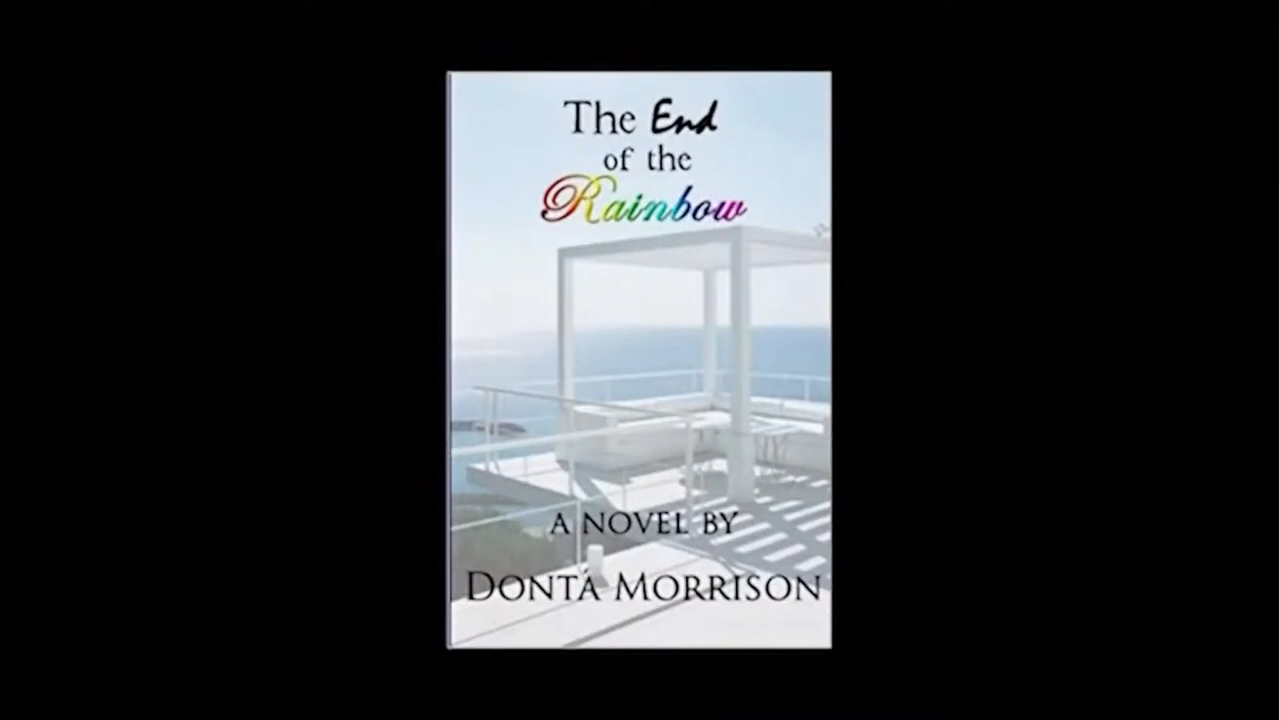 The End
of the
Rainbow
A NOVEL BY
DONTA MORRISON